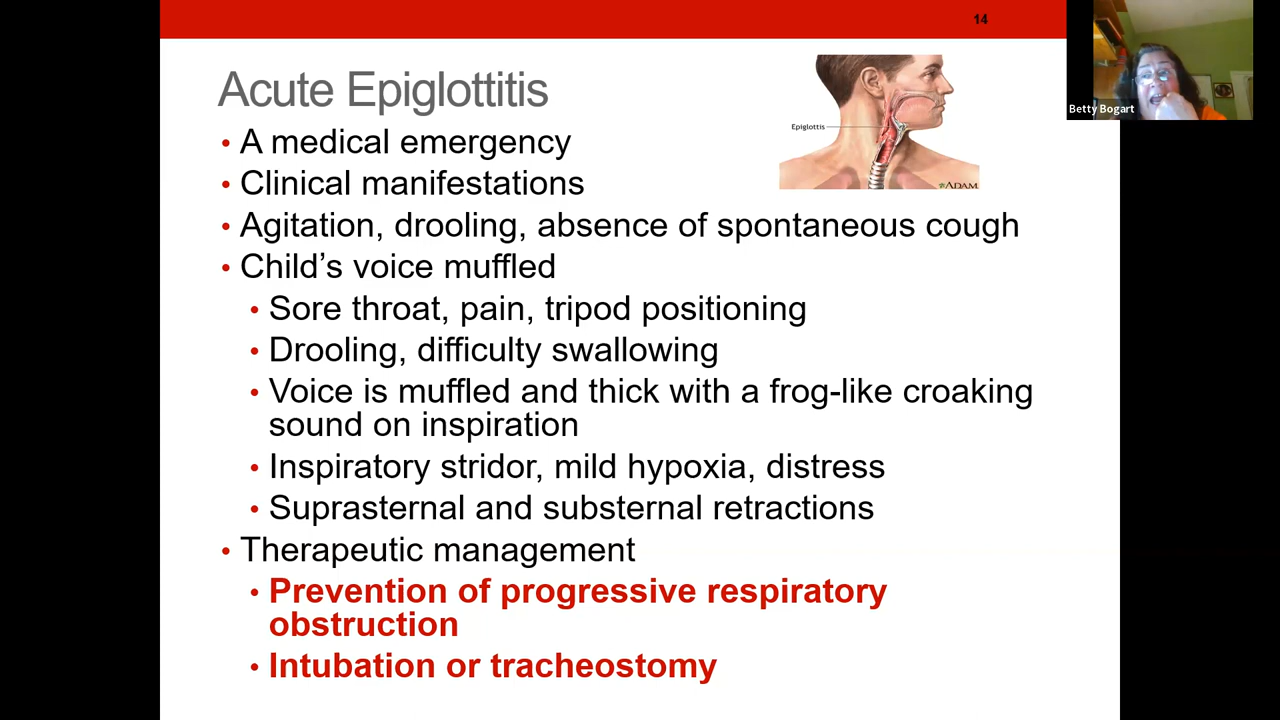 14
Betty Bogart
Acute Epiglottitis
Epiglottis
ADAM
• A medical emergency
• Clinical manifestations
• Agitation, drooling, absence of spontaneous cough
• Child’s voice muffled
• Sore throat, pain, tripod positioning
• Drooling, difficulty swallowing
• Voice is muffled and thick with a frog-like croaking
sound on inspiration
• Inspiratory stridor, mild hypoxia, distress
• Suprasternal and substernal retractions
• Therapeutic management
• Prevention of progressive respiratory
obstruction
• Intubation or tracheostomy